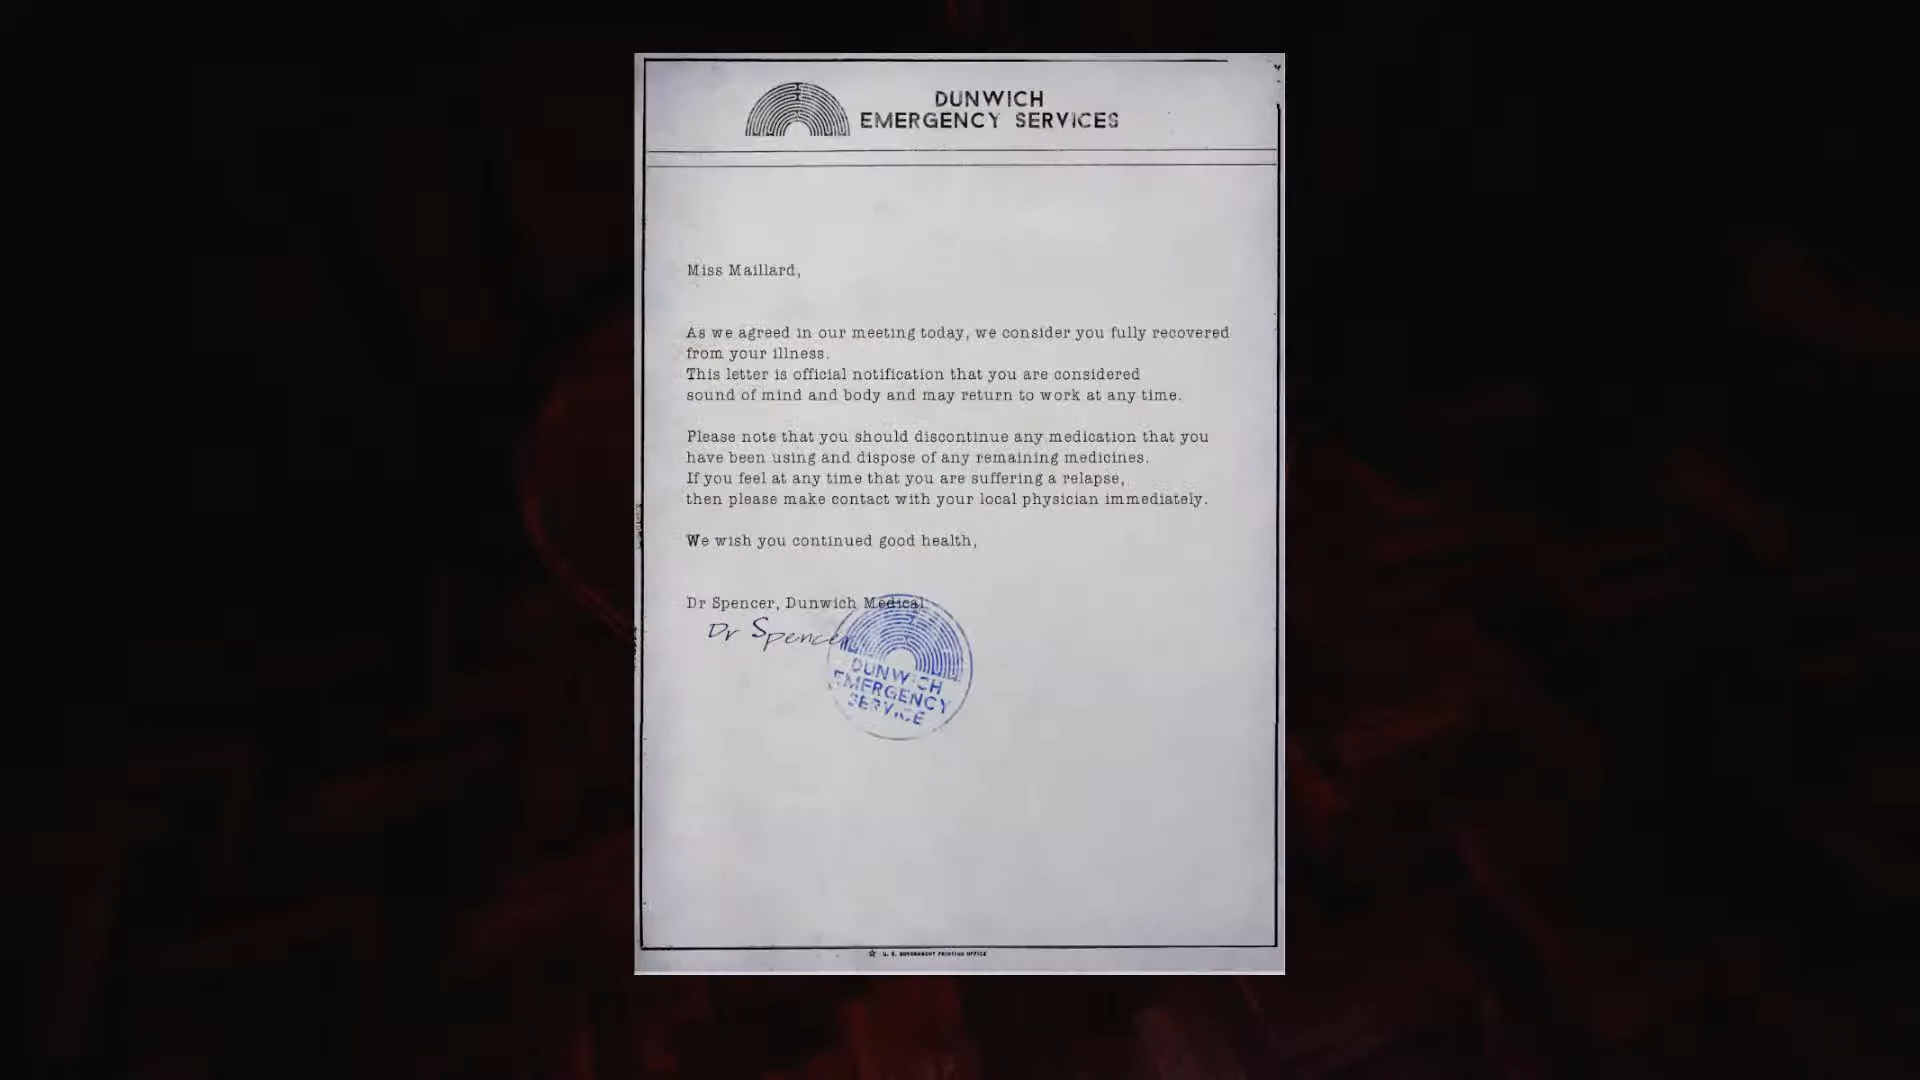 DUNWICH
EMERGENCY SERVICES
Miss Maillard,
As we agreed in our meeting today, we consider you fully recovered
from your illness.
This letter is official notification that you are considered
sound of mind and body and may return to work at any time.
Please note that you should discontinue any medication that you
have been using and dispose of any remaining medicines.
If you feel at any time that you are suffering a relapse,
then please make contact with your local physician immediately.
We wish you continued good health,
Dr Spencer, Dunwich Medical
Dr Spencer
DUNWICH
EMERGENCY
SERVICE
U. S. GOVERNMENT PRINTING OFFICE